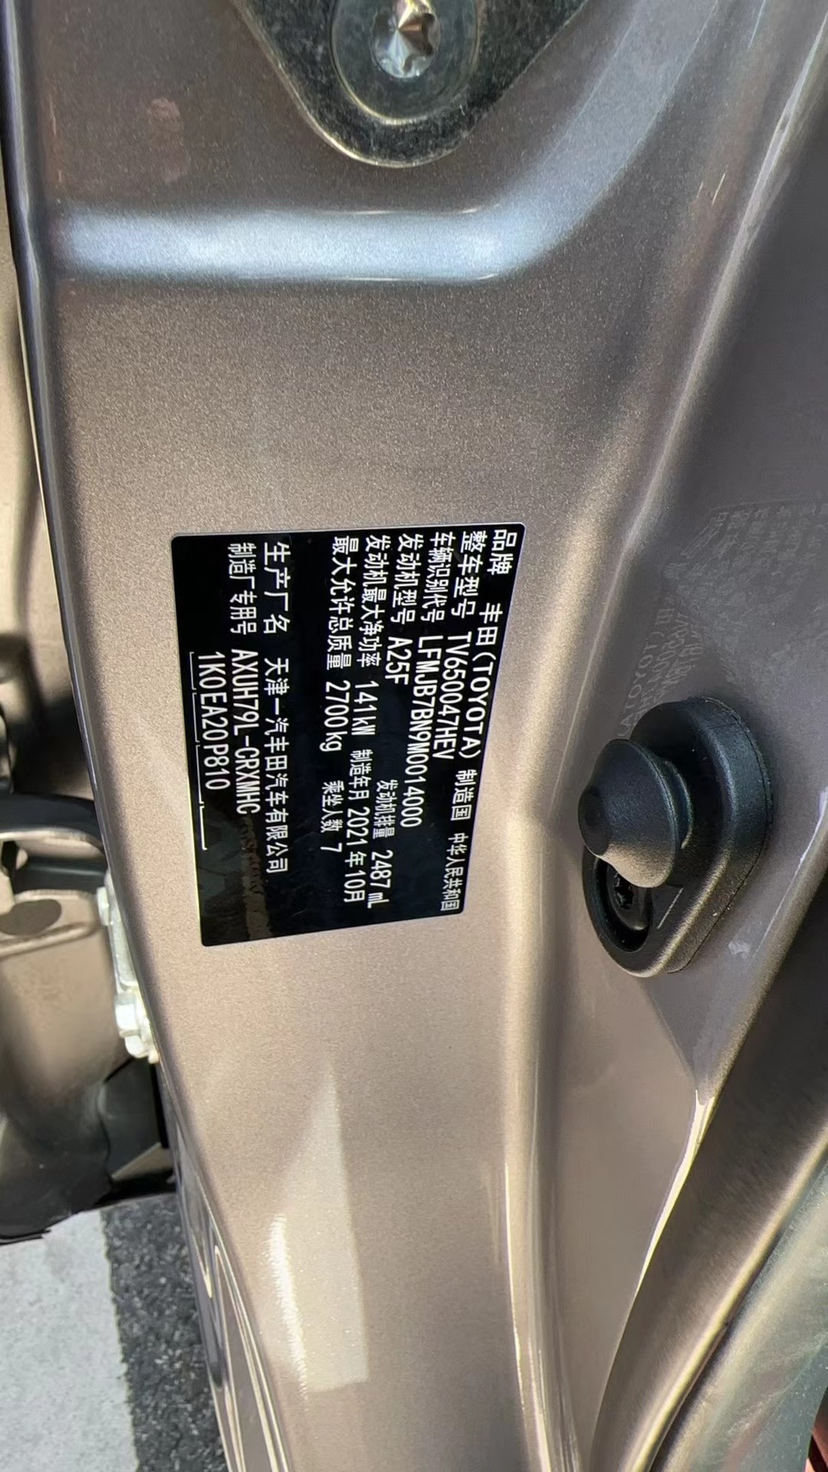 品牌 丰田(TOYOTA) 制造国 中华人民共和国
整车型号 TV650047HEV
车辆识别代号 LFMJB7BN9M0014000
发动机型号 A25F 发动机排量 2487 mL
发动机最大净功率 141kW 制造年月 2021年10月
最大允许总质量 2700kg 乘坐人数 7
生产厂名 天津一汽丰田汽车有限公司
制造厂专用号 AXUH79L-CRXMHC
1K0EA20P810